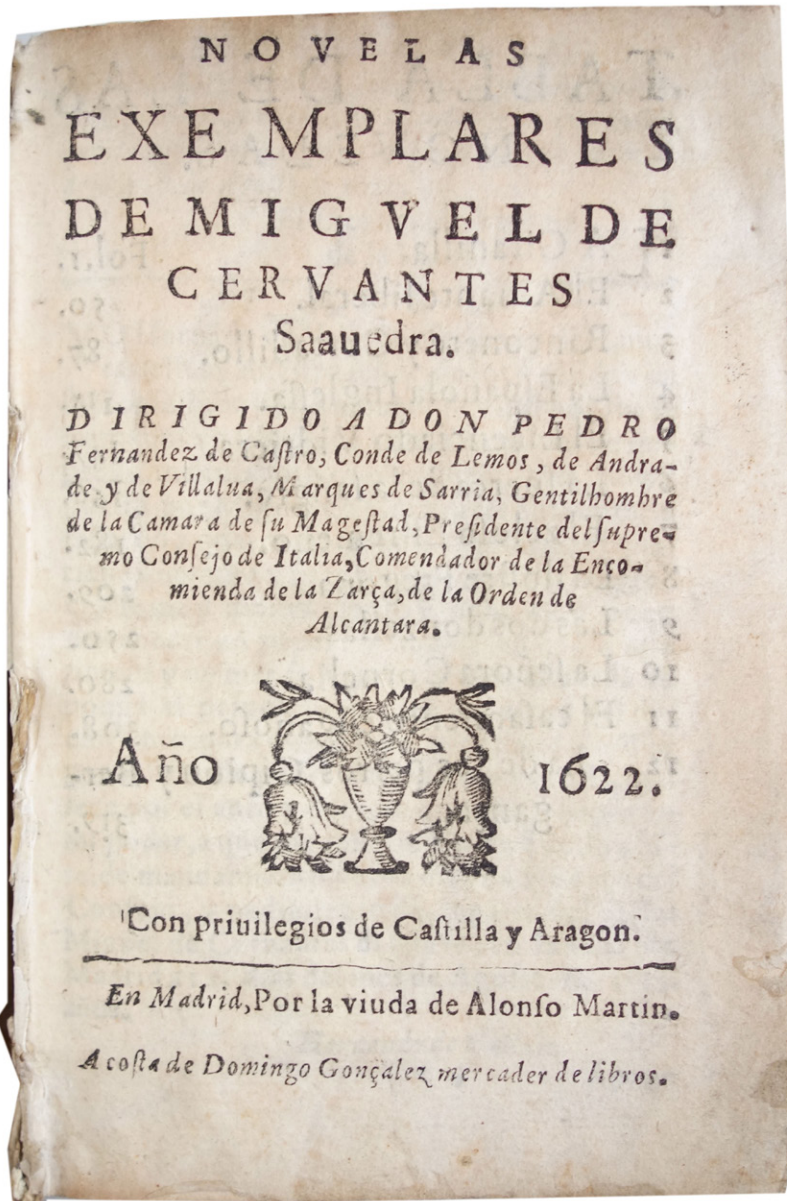 NOVELAS
EXEMPLARES
DE MIGVEL DE
CERVANTES
Saauedra.
DIRIGIDO A DON PEDRO
Fernandez de Caſtro, Conde de Lemos, de Andra-
de y de Villalua, Marques de Sarria, Gentilhombre
de la Camara de ſu Mageſtad, Preſidente del ſupre-
mo Conſejo de Italia, Comendador de la Enco-
mienda de la Zarça, de la Orden de
Alcantara.
Año 1622.
Con priuilegios de Caſtilla y Aragon.
En Madrid, Por la viuda de Alonſo Martin.
A coſta de Domingo Gonçalez mercader de libros.